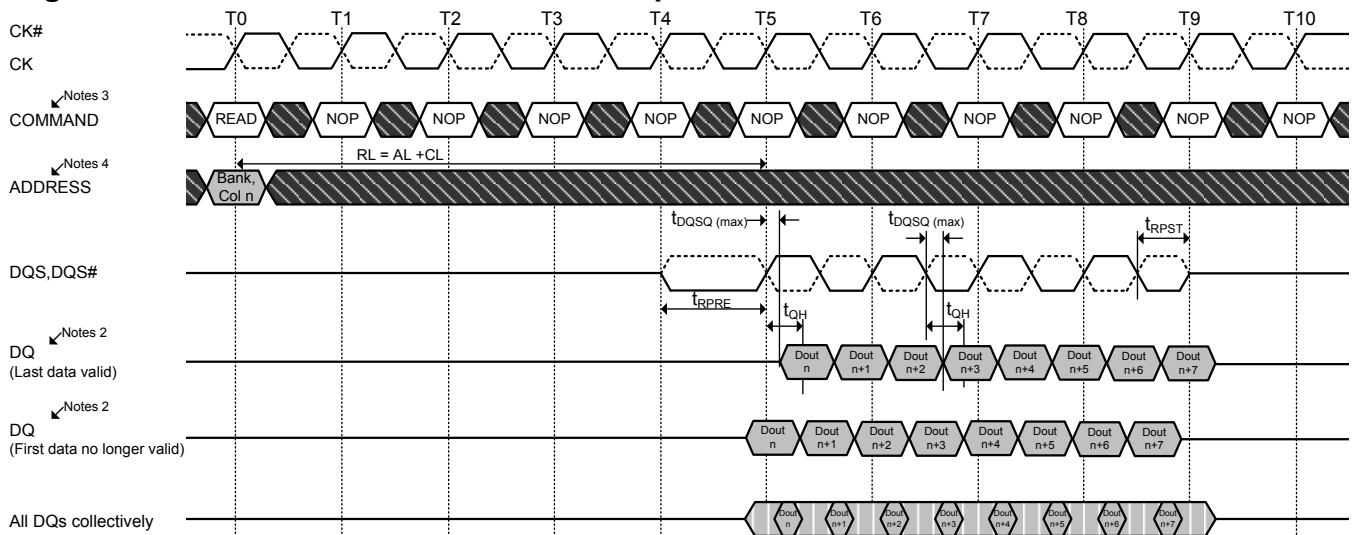 T0 T1 T2 T3 T4 T5 T6 T7 T8 T9 T10
CK#
CK
Notes 3
COMMAND
READ NOP NOP NOP NOP NOP NOP NOP NOP NOP NOP
Notes 4
RL = AL +CL
ADDRESS
Bank,
Col n
tDQSQ (max)
tDQSQ (max)
tRPST
DQS,DQS#
tRPRE
tQH
tQH
Notes 2
DQ
(Last data valid)
Dout n Dout n+1 Dout n+2 Dout n+3 Dout n+4 Dout n+5 Dout n+6 Dout n+7
Notes 2
DQ
(First data no longer valid)
Dout n Dout n+1 Dout n+2 Dout n+3 Dout n+4 Dout n+5 Dout n+6 Dout n+7
All DQs collectively
Dout n Dout n+1 Dout n+2 Dout n+3 Dout n+4 Dout n+5 Dout n+6 Dout n+7